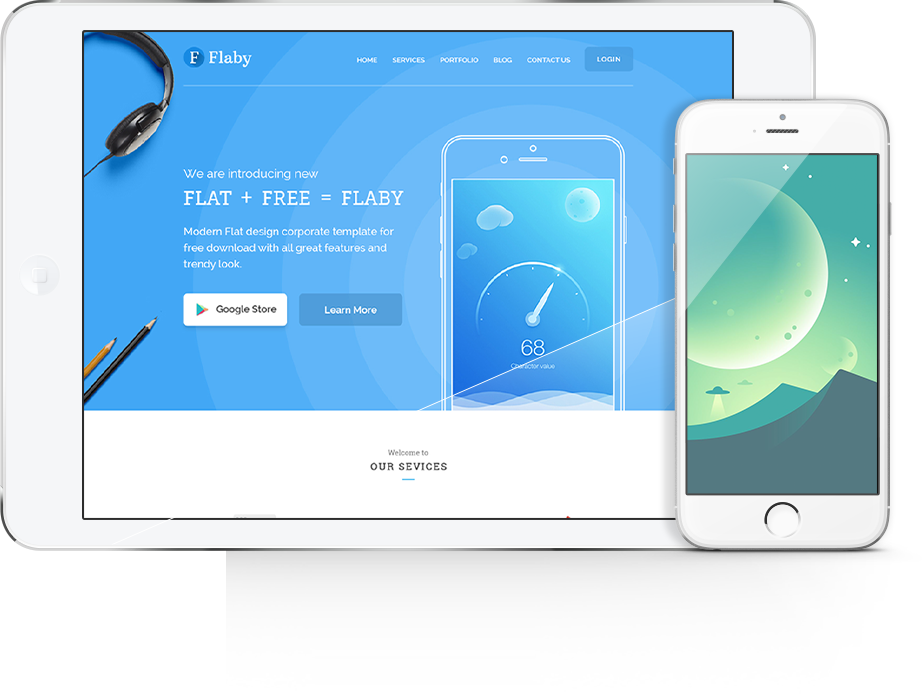 F Flaby
HOME SERVICES PORTFOLIO BLOG CONTACT US LOGIN
We are introducing new
FLAT + FREE = FLABY
Modern Flat design corporate template for
free download with all great features and
trendy look.
Google Store Learn More
68
Character value
Welcome to
OUR SEVICES